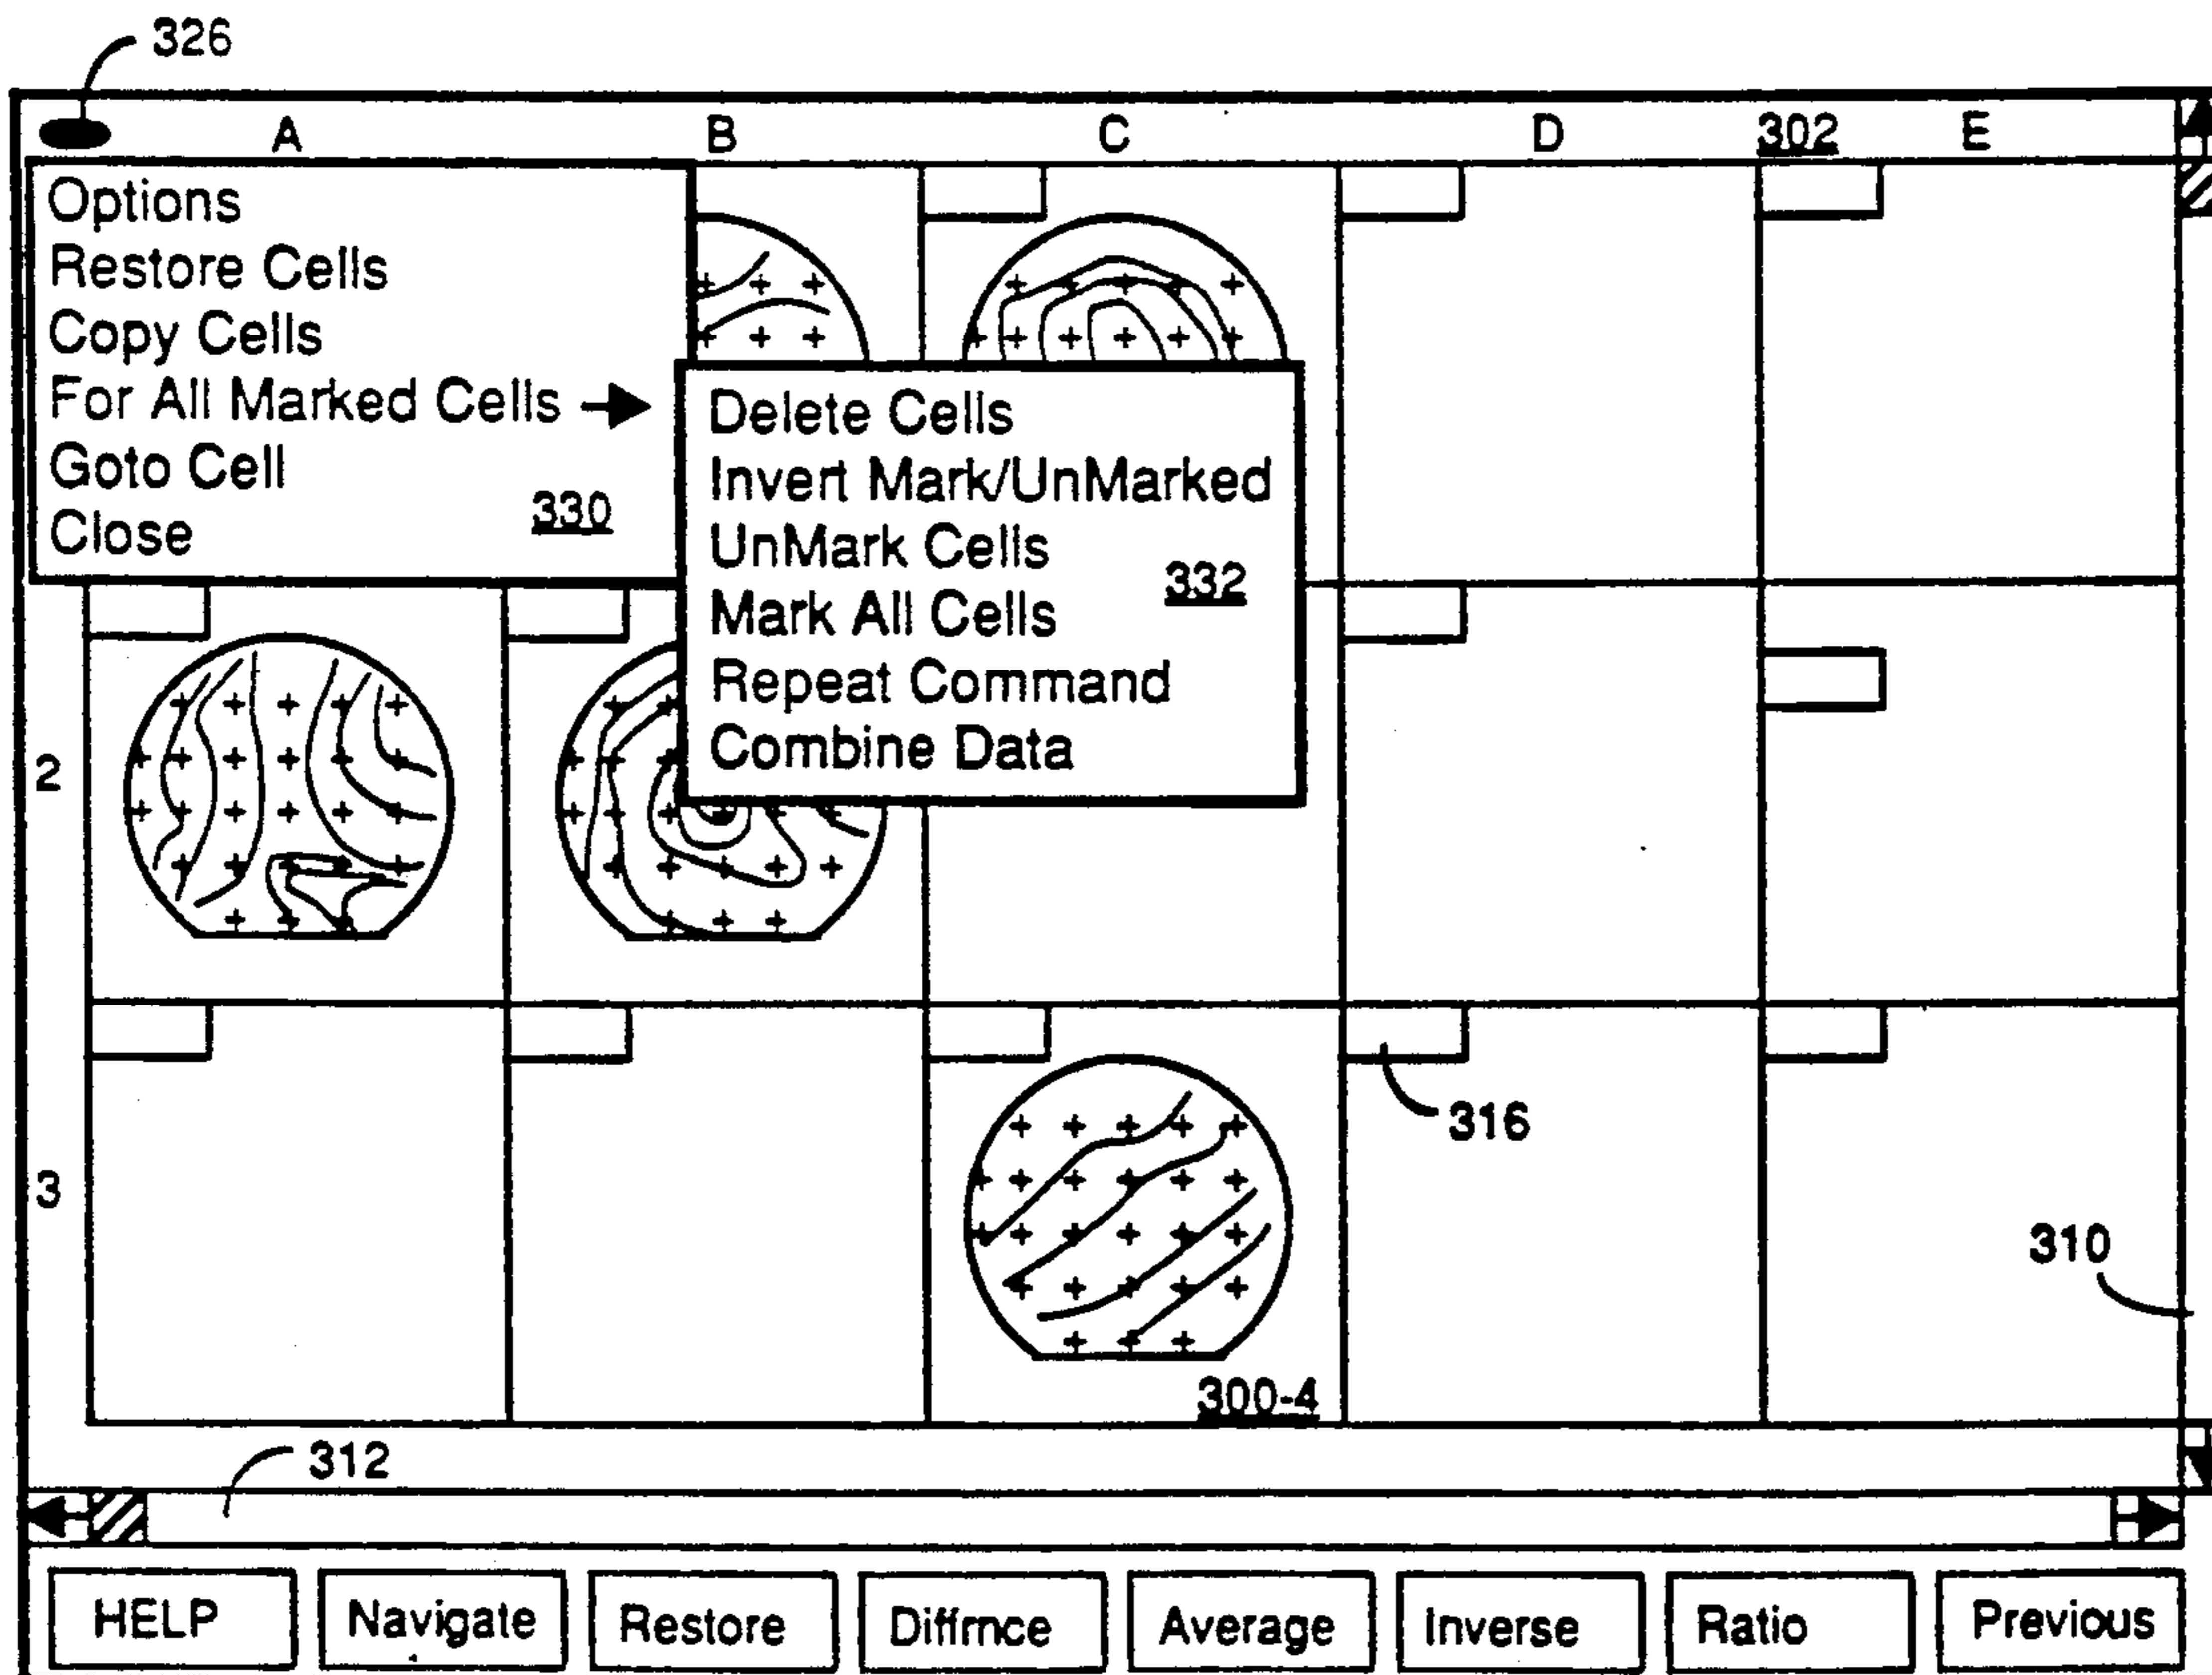 326
A B C D 302 E
Options
Restore Cells
Copy Cells
For All Marked Cells
Goto Cell
330
Close
Delete Cells
Invert Mark/UnMarked
UnMark Cells
332
Mark All Cells
Repeat Command
Combine Data
2
316
3
310
300-4
312
HELP Navigate Restore Diffrnce Average Inverse Ratio Previous